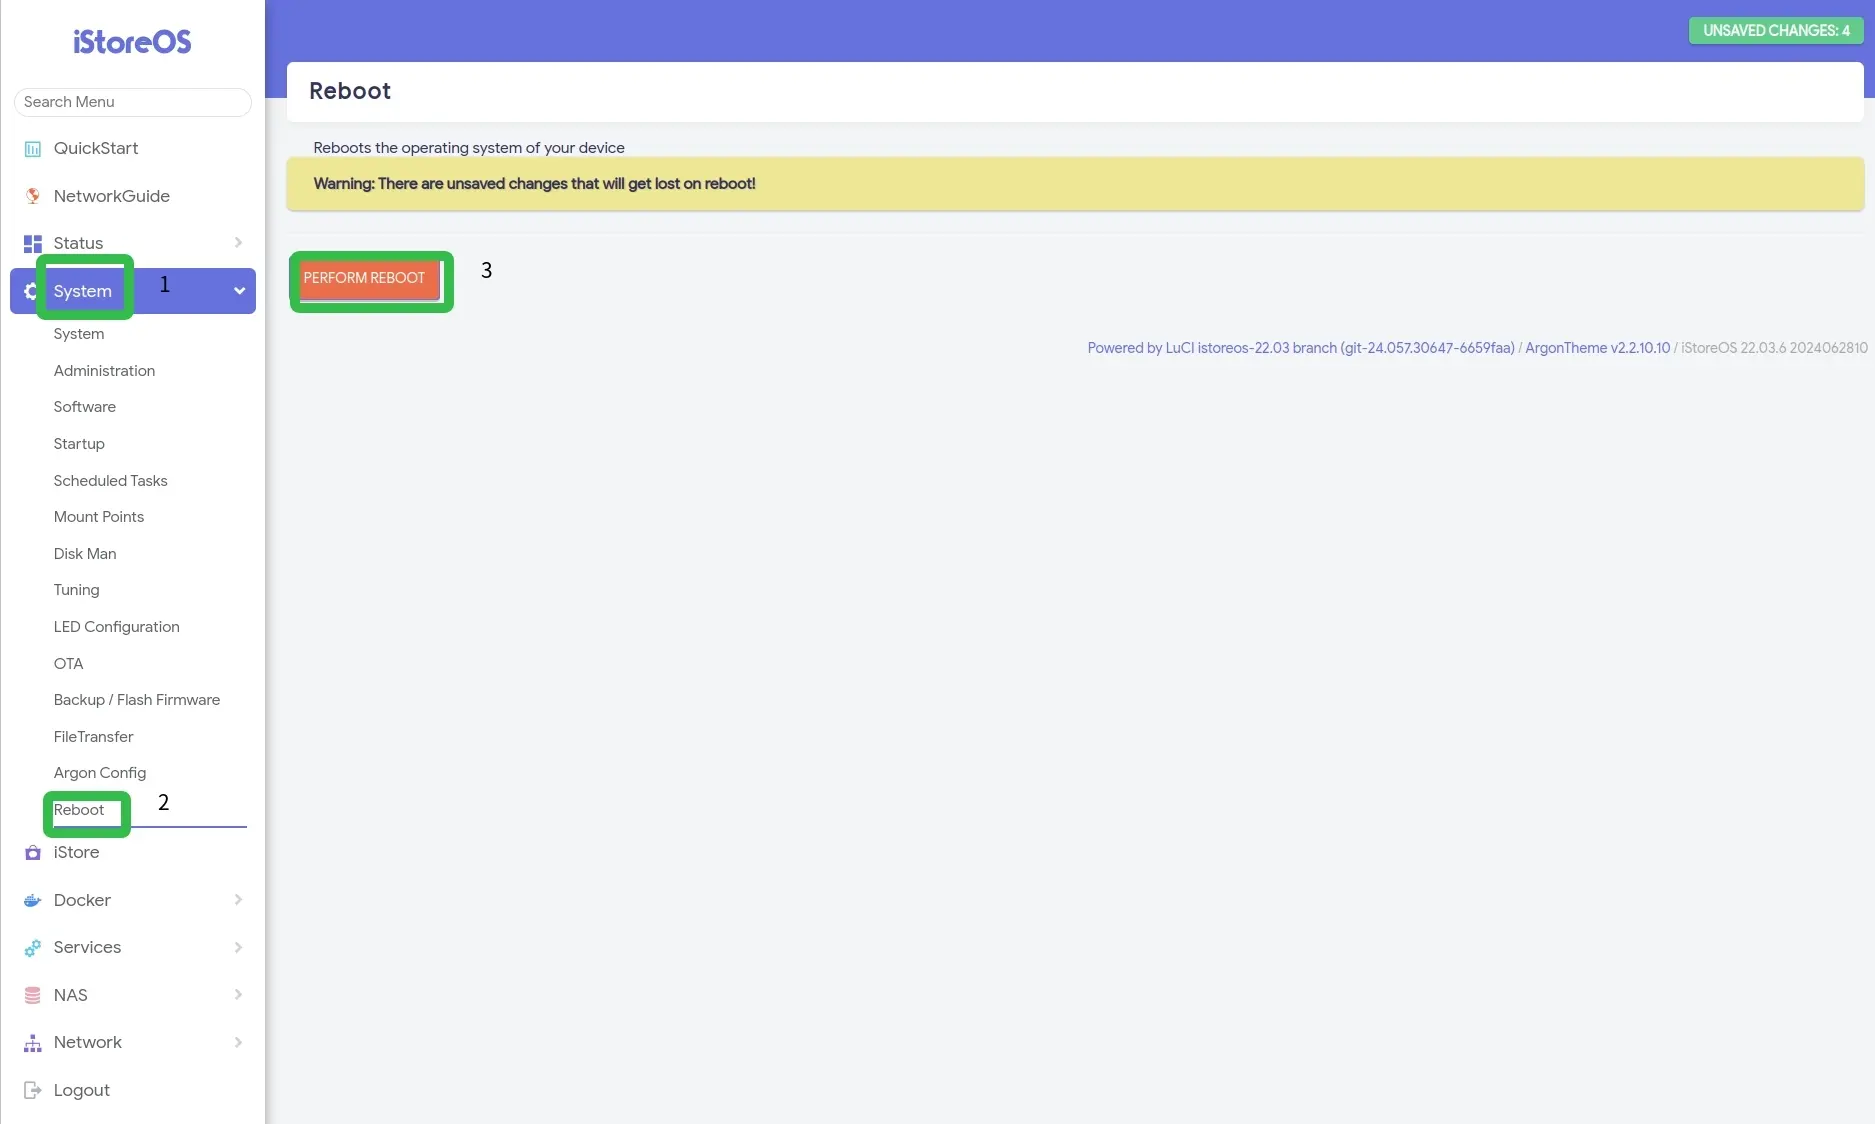 iStoreOS
Search Menu
QuickStart
NetworkGuide
Status
System 1
System
Administration
Software
Startup
Scheduled Tasks
Mount Points
Disk Man
Tuning
LED Configuration
OTA
Backup / Flash Firmware
FileTransfer
Argon Config
Reboot 2
iStore
Docker
Services
NAS
Network
Logout
UNSAVED CHANGES: 4
Reboot
Reboots the operating system of your device
Warning: There are unsaved changes that will get lost on reboot!
PERFORM REBOOT 3
Powered by LuCI istoreos-22.03 branch (git-24.057.30647-6659faa) / ArgonTheme v2.2.10.10 / iStoreOS 22.03.6 2024062810